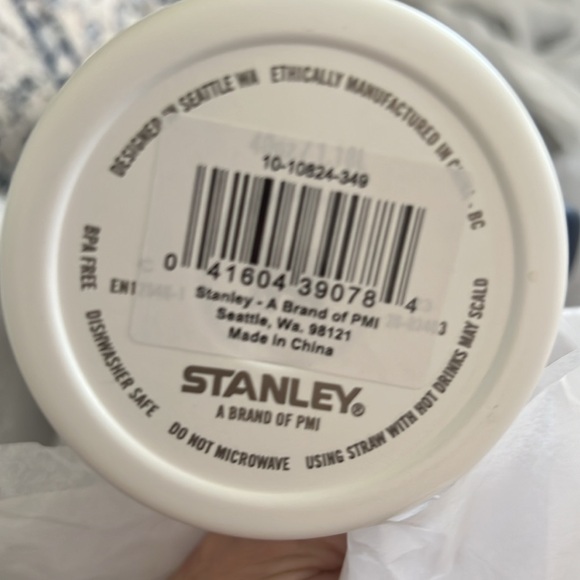 DESIGNED IN SEATTLE WA ETHICALLY MANUFACTURED IN - BC
10-10824-349
0 41604 39078 4
Stanley - A Brand of PMI
Seattle, Wa. 98121
Made in China
BPA FREE
DISHWASHER SAFE
DO NOT MICROWAVE
USING STRAW WITH HOT DRINKS MAY SCALD
STANLEY®
A BRAND OF PMI